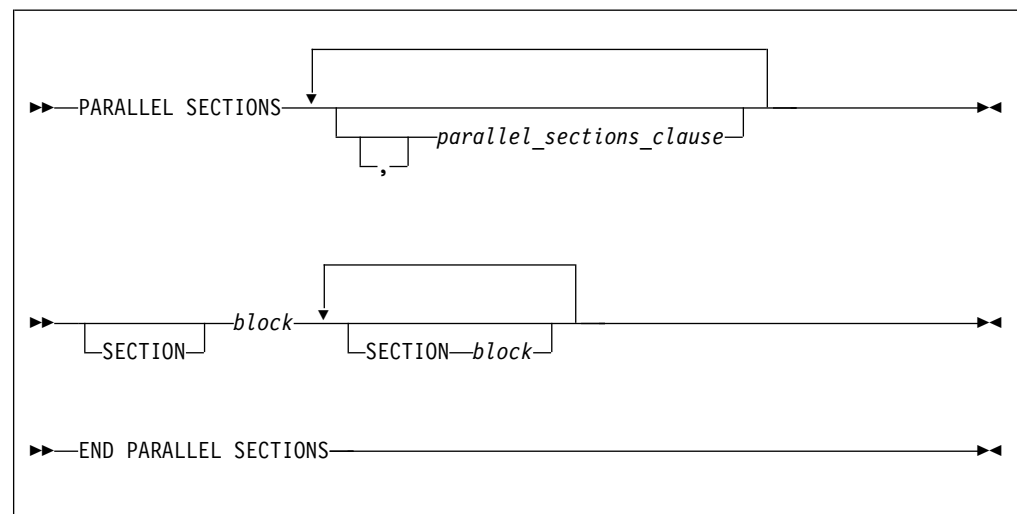 PARALLEL SECTIONS
parallel_sections_clause
,
block
SECTION
SECTION block
END PARALLEL SECTIONS